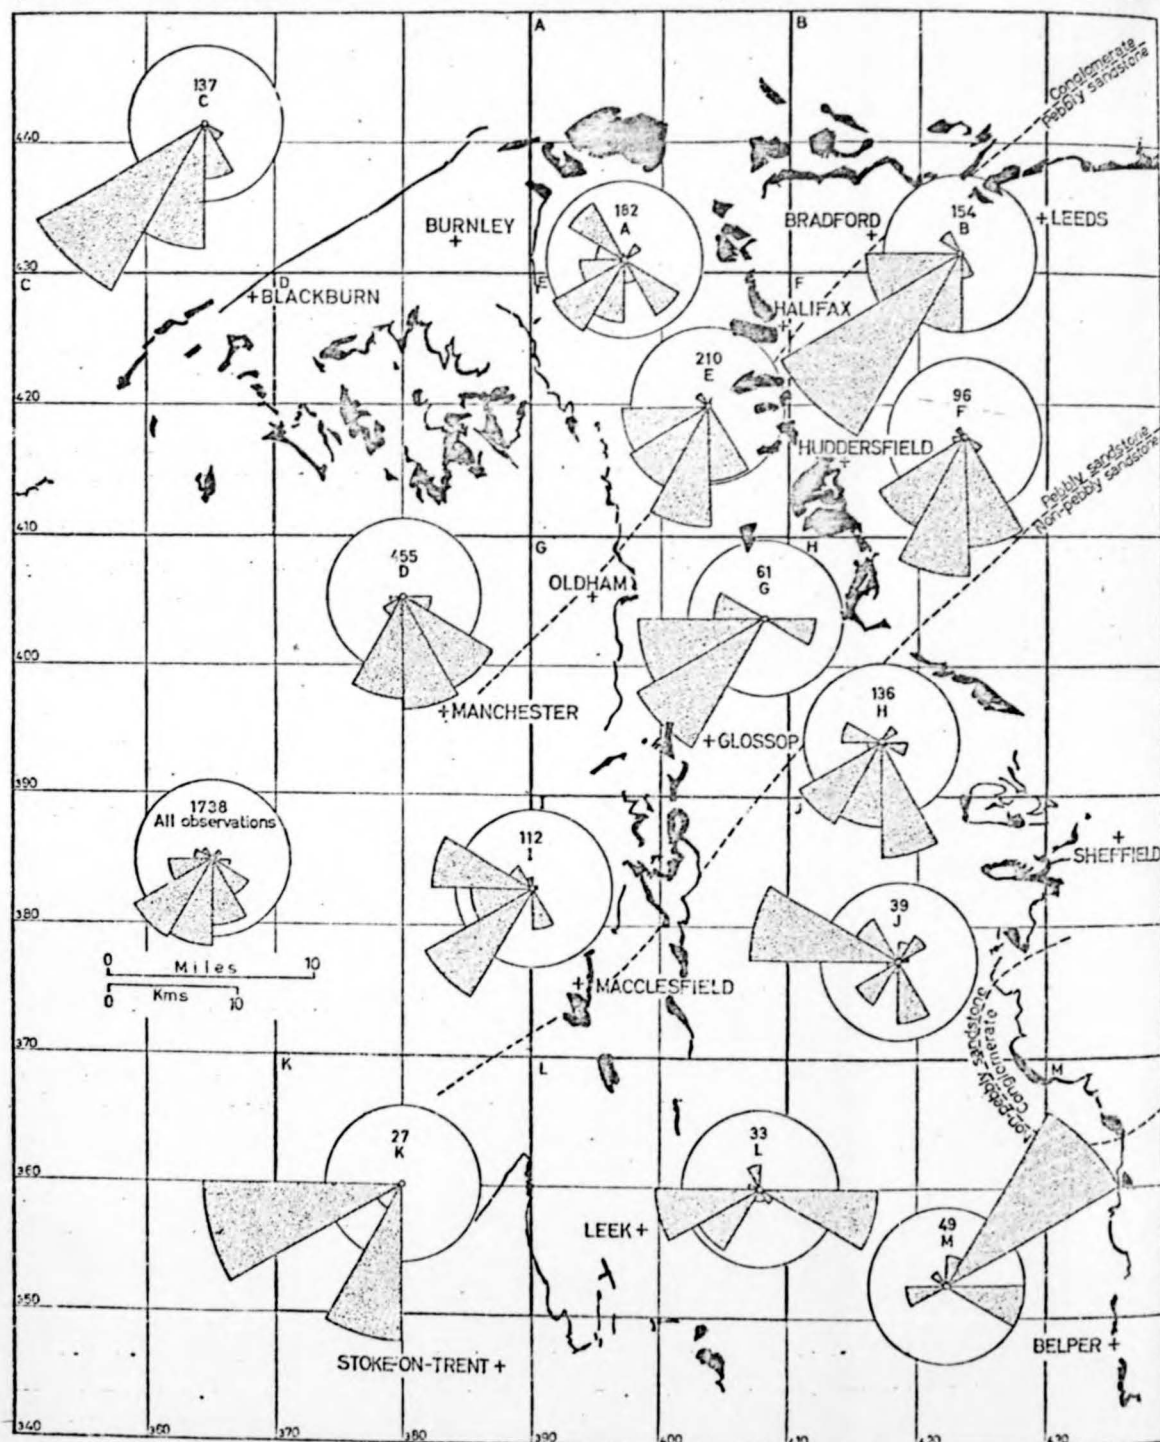 A
B
Conglomerate
Pebbly sandstone
137
C
440
182
A
BURNLEY
+
BRADFORD
+
154
B
+LEEDS
430
C
D
+BLACKBURN
E
F
HALIFAX
+
210
E
420
96
F
HUDDERSFIELD
+
Pebbly sandstone
Non-pebbly sandstone
410
455
D
G
OLDHAM
+
61
G
H
400
+MANCHESTER
136
H
+GLOSSOP
390
1738
All observations
112
I
J
+
SHEFFIELD
380
39
J
0 10
Miles
Kms
0 10
+MACCLESFIELD
Non-pebbly sandstone
Conglomerate
370
K
L
M
27
K
33
L
360
LEEK+
49
M
350
STOKE-ON-TRENT +
BELPER+
340
360
370
380
390
400
410
420
430